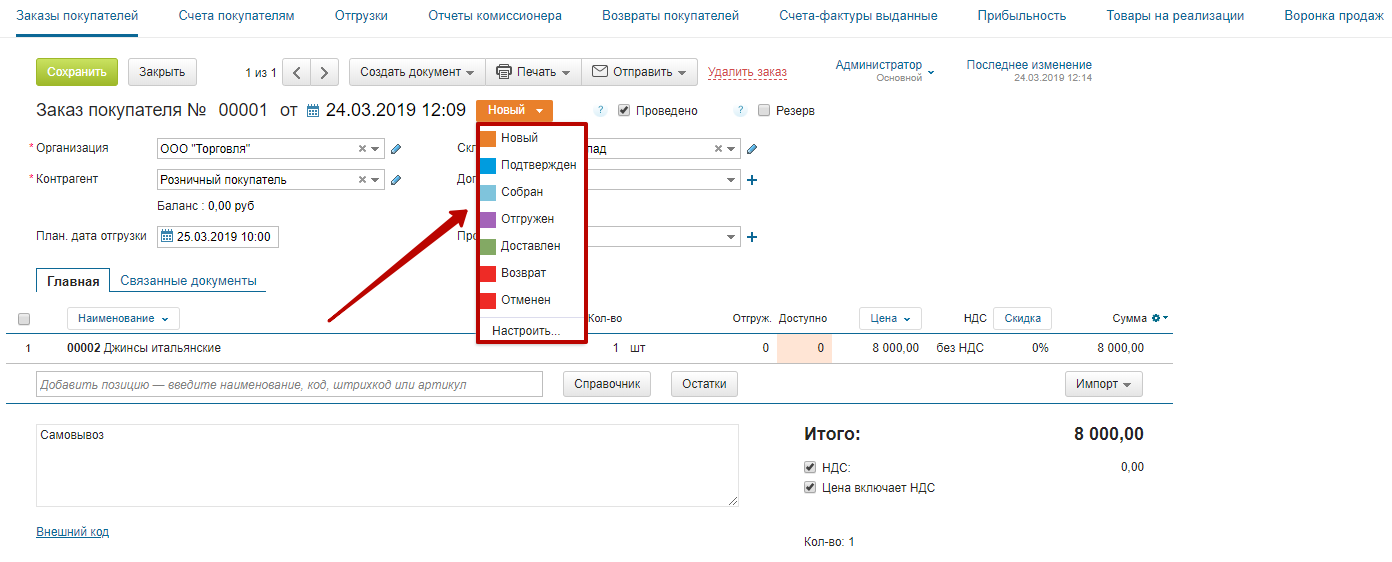 Заказы покупателей Счета покупателям Отгрузки Отчеты комиссионера Возвраты покупателей Счета-фактуры выданные Прибыльность Товары на реализации Воронка продаж
Сохранить Закрыть 1 из 1 Создать документ Печать Отправить Удалить заказ Администратор Последнее изменение
Основной 24.03.2019 12:14
Заказ покупателя № 00001 от 24.03.2019 12:09 Новый ? Проведено ? Резерв
Новый
* Организация ООО "Торговля"
Подтвержден
* Контрагент Розничный покупатель
Собран
Баланс : 0,00 руб
Отгружен
План. дата отгрузки 25.03.2019 10:00
Доставлен
Возврат
Главная Связанные документы
Отменен
Настроить...
Наименование Кол-во Отгруж. Доступно Цена НДС Скидка Сумма
1 00002 Джинсы итальянские 1 шт 0 0 8 000,00 без НДС 0% 8 000,00
Добавить позицию — введите наименование, код, штрихкод или артикул Справочник Остатки Импорт
Самовывоз
Итого: 8 000,00
НДС: 0,00
Цена включает НДС
Внешний код
Кол-во: 1